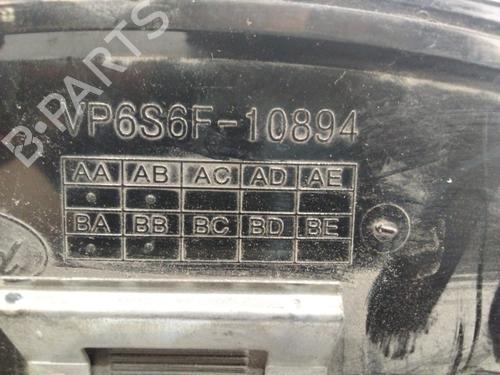 B-PARTS
VP6S6F-10894
AA AB AC AD AE
BA BB BC BD BE